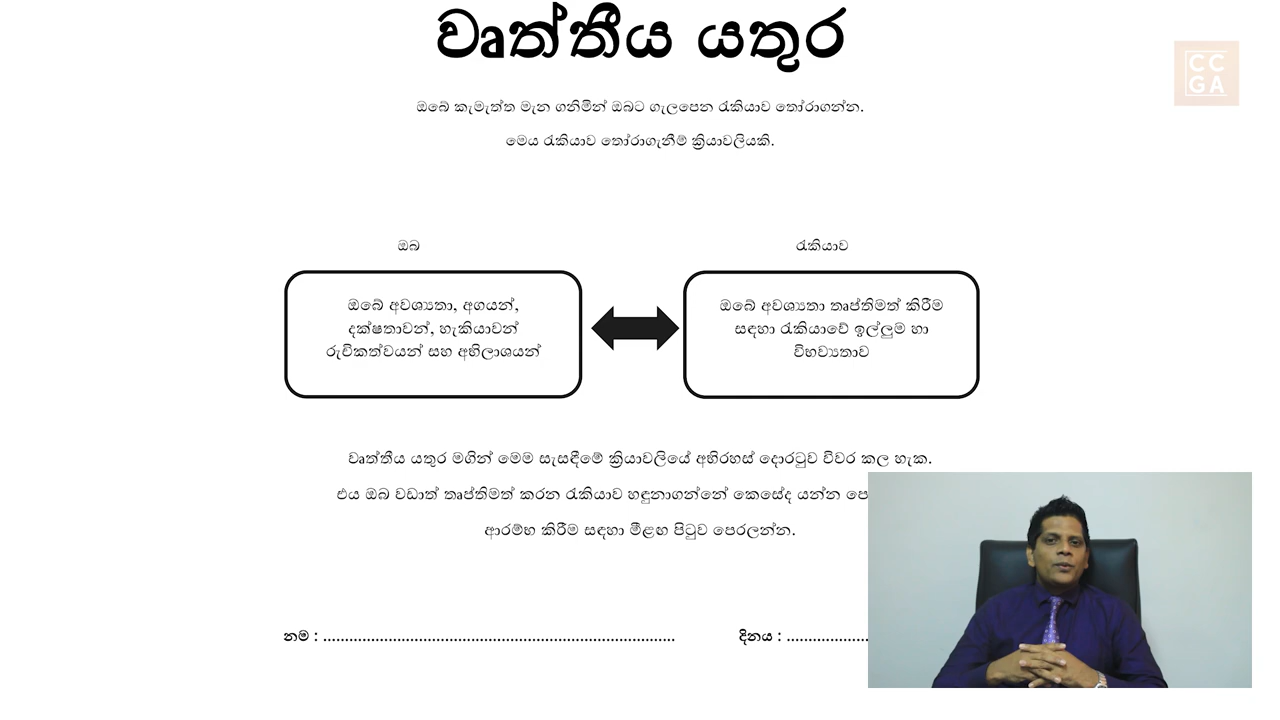 වෘත්තීය යතුර
CC
GA
ඔබේ කැමැත්ත මැන ගනිමින් ඔබට ගැලපෙන රැකියාව තෝරාගන්න.
මෙය රැකියාව තෝරාගැනීම් ක්‍රියාවලියකි.
ඔබ
රැකියාව
ඔබේ අවශ්‍යතා, අගයන්,
දක්ෂතාවන්, හැකියාවන්
රුචිකත්වයන් සහ අභිලාශයන්
ඔබේ අවශ්‍යතා තෘප්තිමත් කිරීම
සඳහා රැකියාවේ ඉල්ලුම හා
විභව්‍යතාව
වෘත්තීය යතුර මගින් මෙම සැසඳීමේ ක්‍රියාවලියේ අභිරහස් දොරටුව විවර කල හැක.
එය ඔබ වඩාත් තෘප්තිමත් කරන රැකියාව හඳුනාගන්නේ කෙසේද යන්න
ආරම්භ කිරීම සඳහා මීළඟ පිටුව පෙරලන්න.
නම : ................................................................................
දිනය : ...................